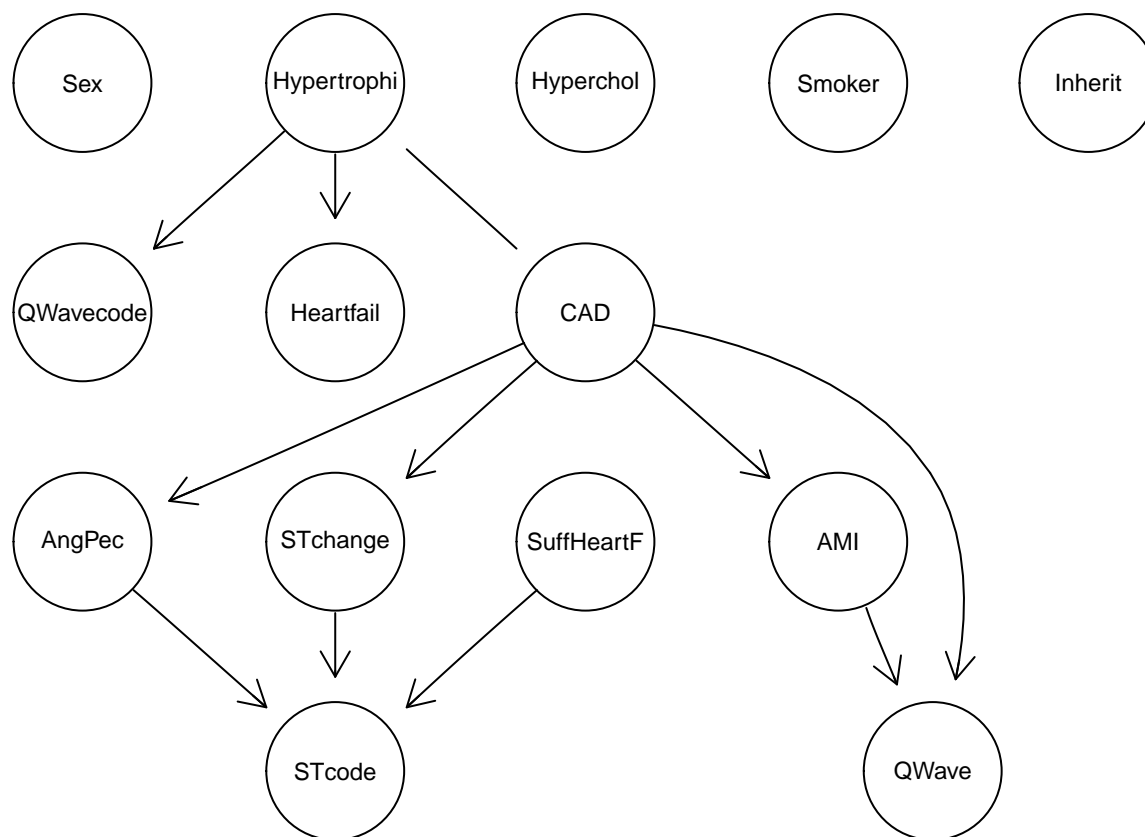 Sex
Hypertrophi
Hyperchol
Smoker
Inherit
QWavecode
Heartfail
CAD
AngPec
STchange
SuffHeartF
AMI
STcode
QWave